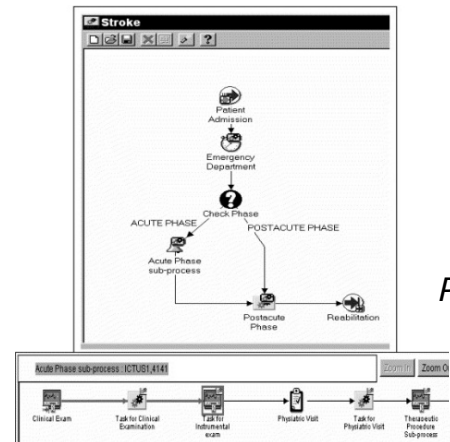 Stroke
?
Patient
Admission
Emergency
Department
?
Check Phase
ACUTE PHASE
POSTACUTE PHASE
Acute Phase
sub-process
Postacute
Phase
Reabilitation
P
Acute Phase sub-process : ICTUS1,4141
Zoom In
Zoom Ou
Clinical Exam
Task for Clinical
Examination
Task for
Instrumental
exam
Physiatric Visit
Task for
Physiatric Visit
Therapeutic
Procedure
Sub-process